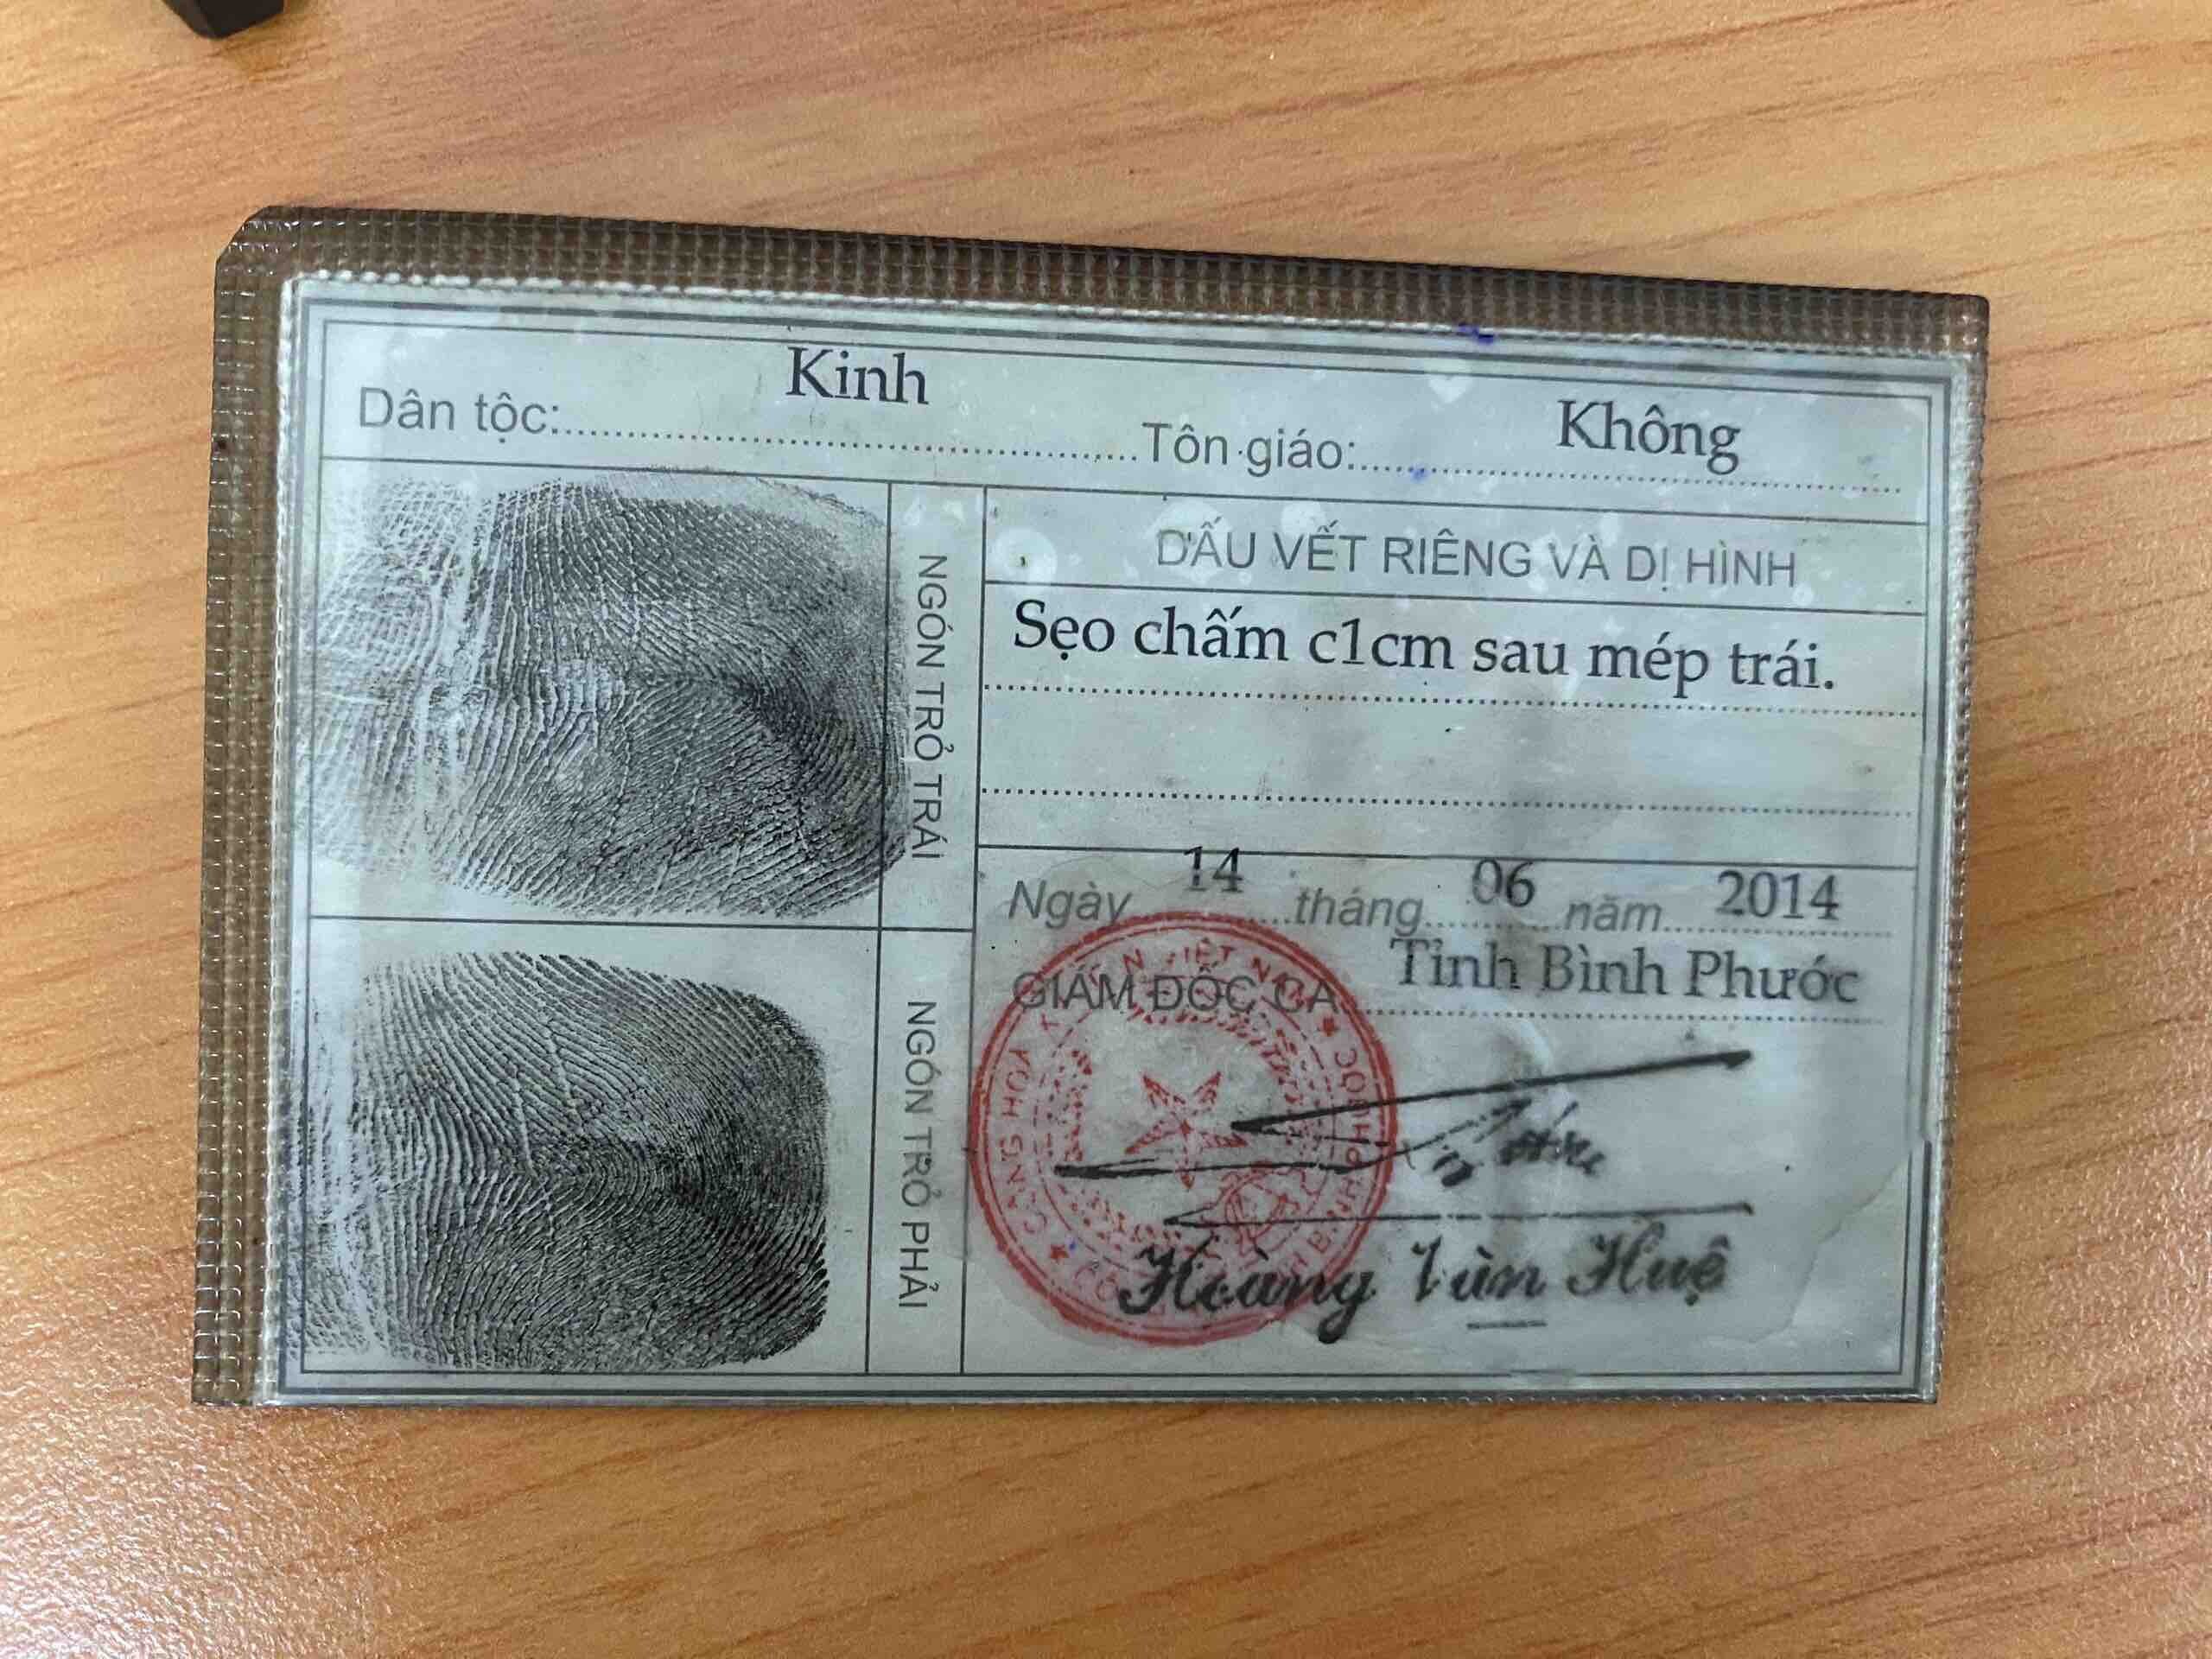 Dân tộc: Kinh Tôn giáo: Không
NGÓN TRỎ TRÁI
DẤU VẾT RIÊNG VÀ DỊ HÌNH
Sẹo chấm c1cm sau mép trái.
Ngày 14 tháng 06 năm 2014
GIÁM ĐỐC CA Tỉnh Bình Phước
NGÓN TRỎ PHẢI
Hoàng Văn Huệ